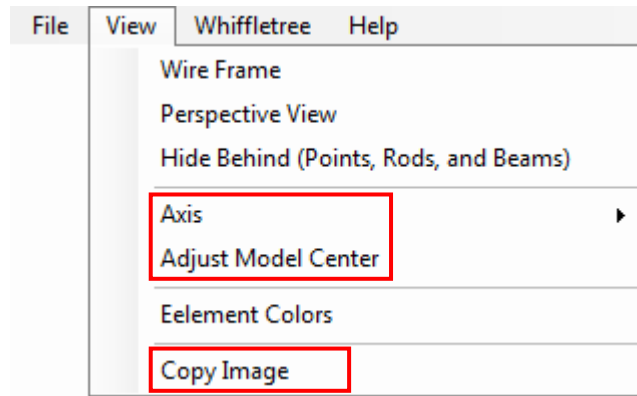 File View Whiffletree Help
Wire Frame
Perspective View
Hide Behind (Points, Rods, and Beams)
Axis
Adjust Model Center
Eelement Colors
Copy Image